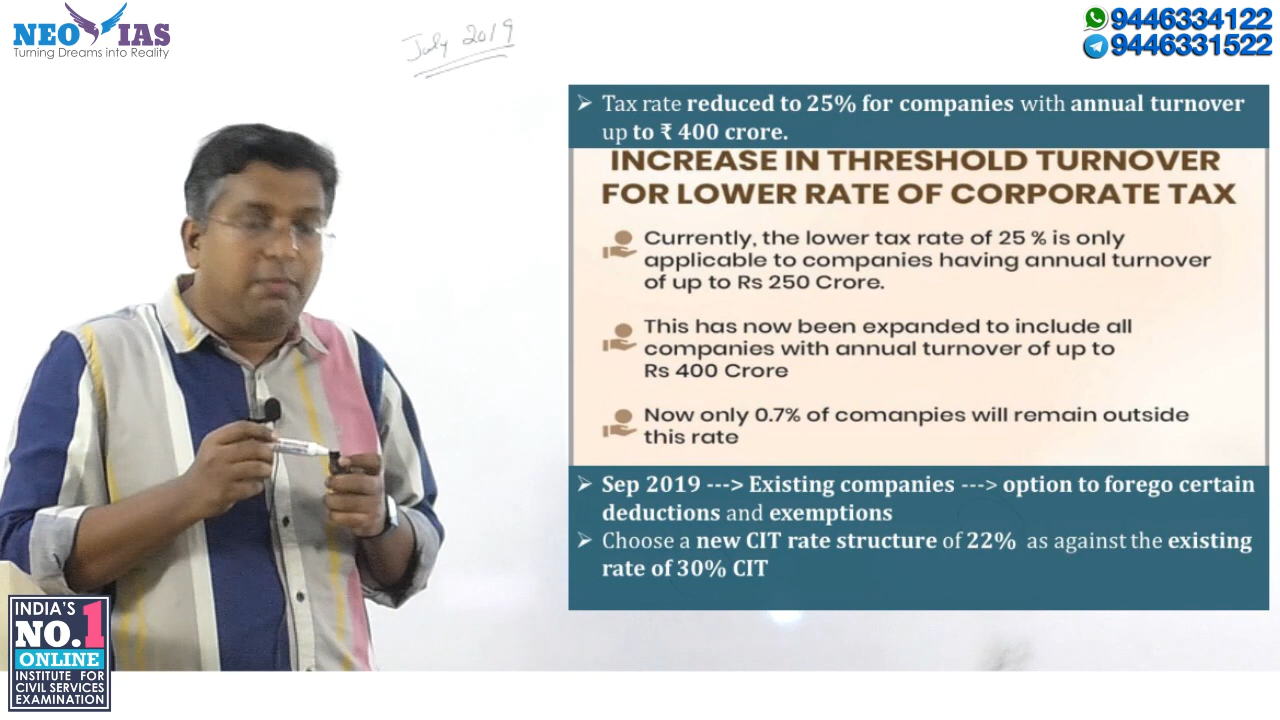 NEO IAS
Turning Dreams into Reality
July 2019
9446334122
9446331522
➢ Tax rate reduced to 25% for companies with annual turnover
up to ₹ 400 crore.
INCREASE IN THRESHOLD TURNOVER
FOR LOWER RATE OF CORPORATE TAX
Currently, the lower tax rate of 25 % is only
applicable to companies having annual turnover
of up to Rs 250 Crore.
This has now been expanded to include all
companies with annual turnover of up to
Rs 400 Crore
Now only 0.7% of comanpies will remain outside
this rate
➢ Sep 2019 ---> Existing companies ---> option to forego certain
deductions and exemptions
➢ Choose a new CIT rate structure of 22% as against the existing
rate of 30% CIT
INDIA'S
NO.1
ONLINE
INSTITUTE FOR
CIVIL SERVICES
EXAMINATION